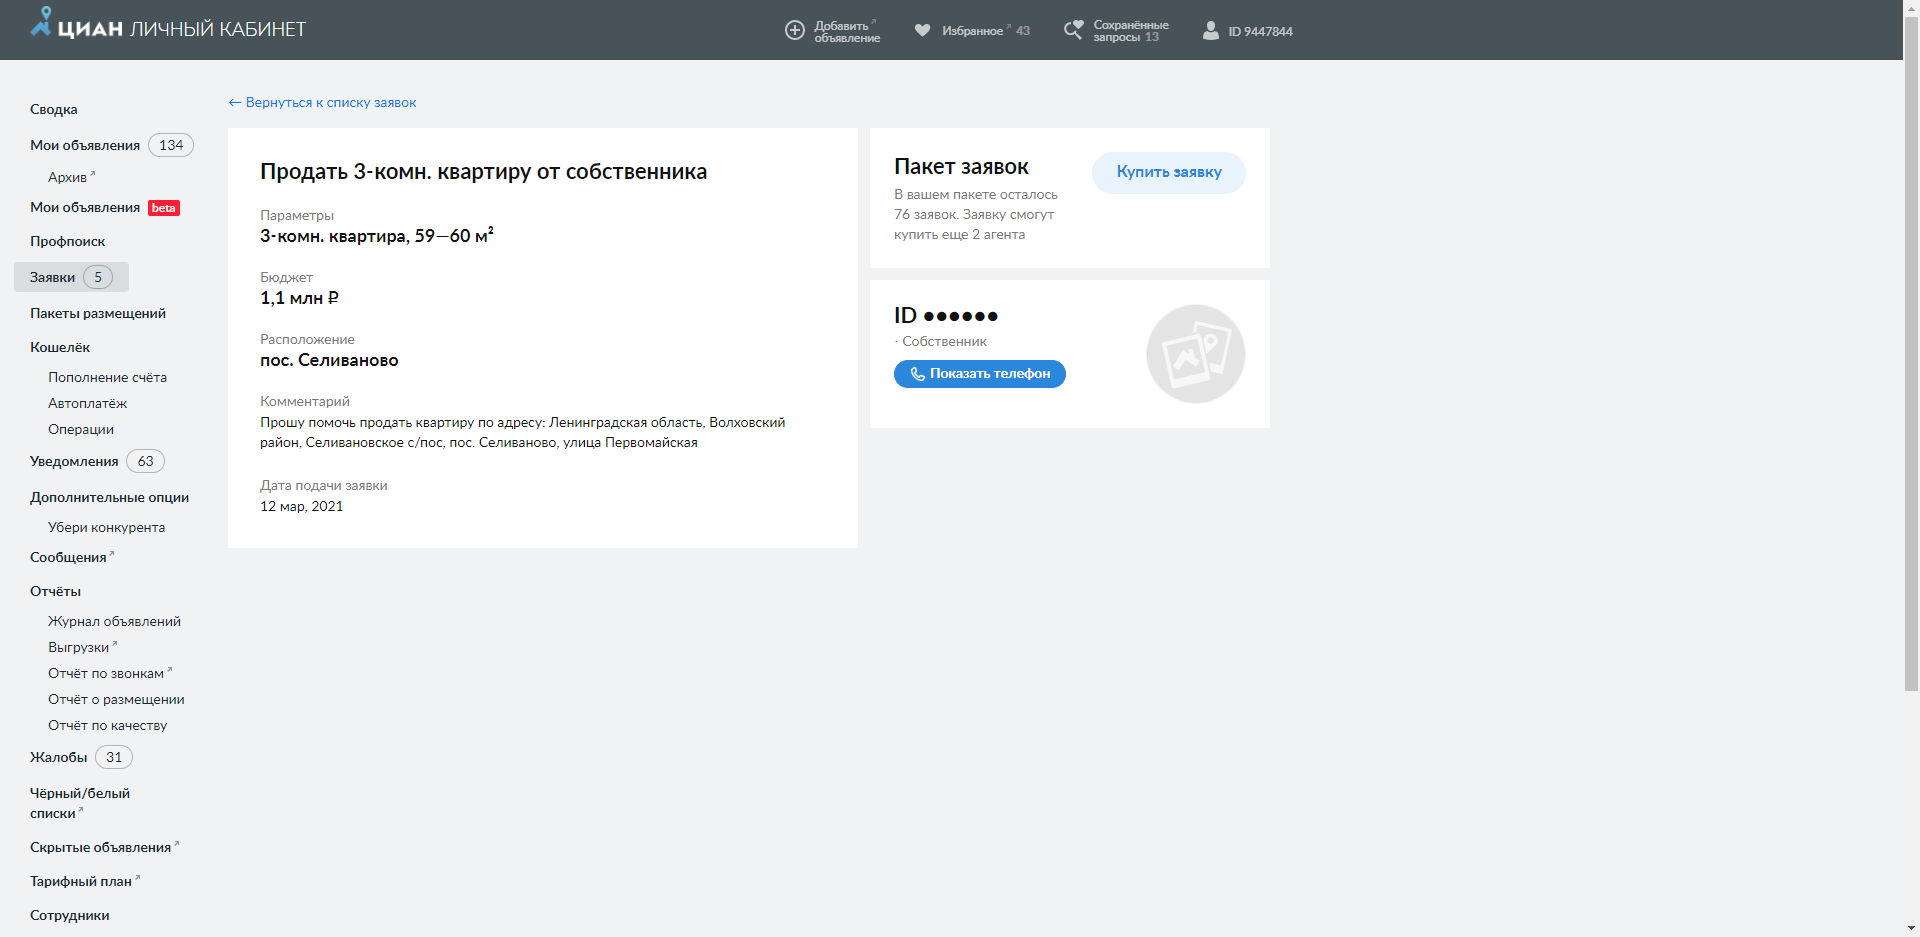 ЦИАН ЛИЧНЫЙ КАБИНЕТ
Добавить
объявление
Избранное 43
Сохранённые
запросы 13
ID 9447844
Сводка
Мои объявления 134
Архив
Мои объявления beta
Профпоиск
Заявки 5
Пакеты размещений
Кошелёк
Пополнение счёта
Автоплатёж
Операции
Уведомления 63
Дополнительные опции
Убери конкурента
Сообщения
Отчёты
Журнал объявлений
Выгрузки
Отчёт по звонкам
Отчёт о размещении
Отчёт по качеству
Жалобы 31
Чёрный/белый
списки
Скрытые объявления
Тарифный план
Сотрудники
← Вернуться к списку заявок
Продать 3-комн. квартиру от собственника
Параметры
3-комн. квартира, 59—60 м²
Бюджет
1,1 млн ₽
Расположение
пос. Селиваново
Комментарий
Прошу помочь продать квартиру по адресу: Ленинградская область, Волховский
район, Селивановское с/пос, пос. Селиваново, улица Первомайская
Дата подачи заявки
12 мар, 2021
Пакет заявок
В вашем пакете осталось
76 заявок. Заявку смогут
купить еще 2 агента
Купить заявку
ID ●●●●●●
· Собственник
Показать телефон